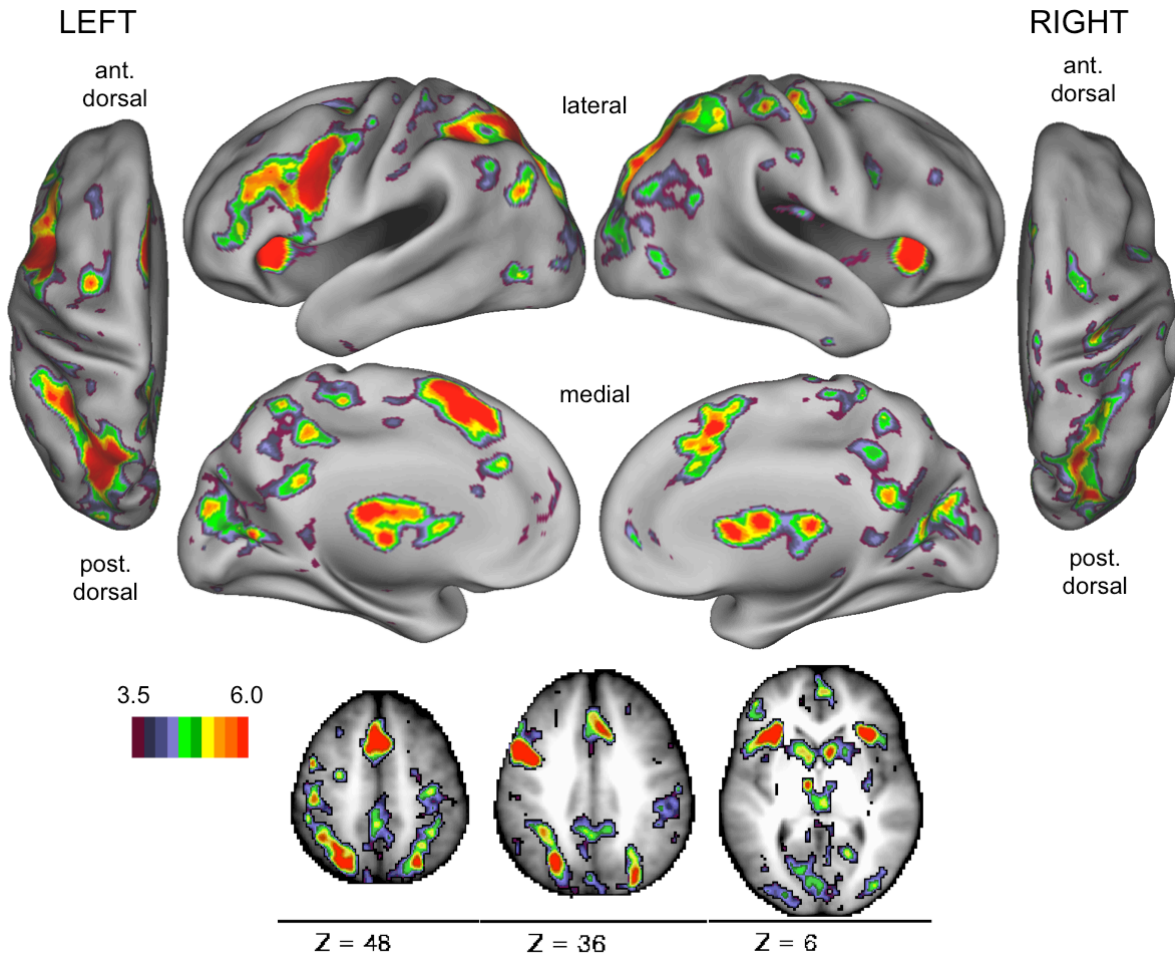 LEFT
RIGHT
ant.
dorsal
lateral
ant.
dorsal
medial
post.
dorsal
post.
dorsal
3.5
6.0
Z = 48
Z = 36
Z = 6